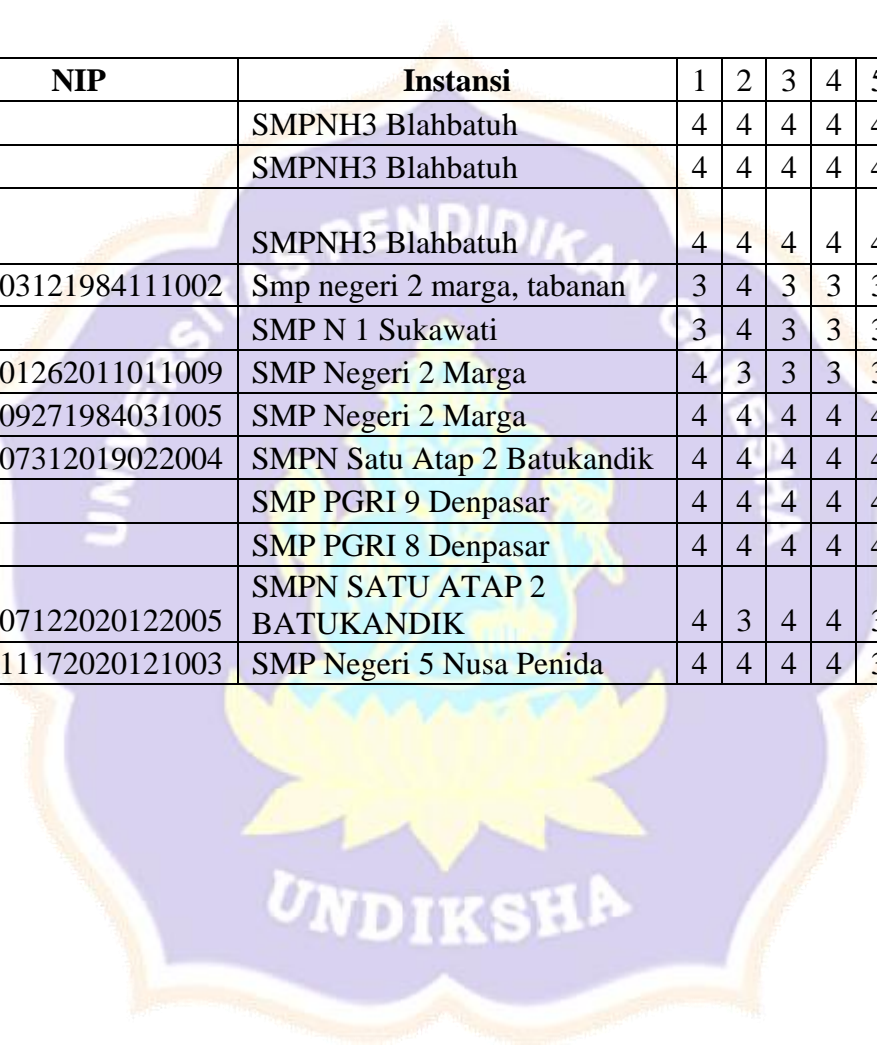 NIP Instansi 1 2 3 4
SMPNH3 Blahbatuh 4 4 4 4
SMPNH3 Blahbatuh 4 4 4 4
SMPNH3 Blahbatuh 4 4 4 4
03121984111002 Smp negeri 2 marga, tabanan 3 4 3 3
SMP N 1 Sukawati 3 4 3 3
01262011011009 SMP Negeri 2 Marga 4 3 3 3
09271984031005 SMP Negeri 2 Marga 4 4 4 4
07312019022004 SMPN Satu Atap 2 Batukandik 4 4 4 4
SMP PGRI 9 Denpasar 4 4 4 4
SMP PGRI 8 Denpasar 4 4 4 4
SMPN SATU ATAP 2
07122020122005 BATUKANDIK 4 3 4 4
11172020121003 SMP Negeri 5 Nusa Penida 4 4 4 4
UNIVERSITAS PENDIDIKAN GANESHA
UNDIKSHA